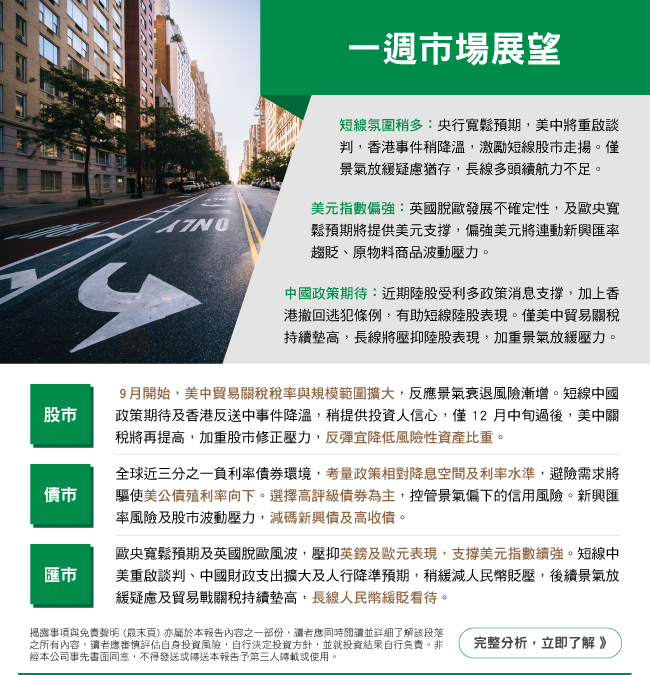 一週市場展望
短線氛圍稍多：央行寬鬆預期，美中將重啟談
判，香港事件稍降溫，激勵短線股市走揚。僅
景氣放緩疑慮猶存，長線多頭續航力不足。
美元指數偏強：英國脫歐發展不確定性，及歐央寬
鬆預期將提供美元支撐，偏強美元將連動新興匯率
趨貶、原物料商品波動壓力。
中國政策期待：近期陸股受利多政策消息支撐，加上香
港撤回逃犯條例，有助短線陸股表現。僅美中貿易關稅
持續墊高，長線將壓抑陸股表現，加重景氣放緩壓力。
ONLY
NOW
股市
9月開始，美中貿易關稅稅率與規模範圍擴大，反應景氣衰退風險漸增。短線中國
政策期待及香港反送中事件降溫，稍提供投資人信心，僅 12 月中旬過後，美中關
稅將再提高，加重股市修正壓力，反彈宜降低風險性資產比重。
債市
全球近三分之一負利率債券環境，考量政策相對降息空間及利率水準，避險需求將
驅使美公債殖利率向下。選擇高評級債券為主，控管景氣偏下的信用風險。新興匯
率風險及股市波動壓力，減碼新興債及高收債。
匯市
歐央寬鬆預期及英國脫歐風波，壓抑英鎊及歐元表現，支撐美元指數續強。短線中
美重啟談判、中國財政支出擴大及人行降準預期，稍緩減人民幣貶壓，後續景氣放
緩疑慮及貿易戰關稅持續墊高，長線人民幣緩貶看待。
揭露事項與免責聲明 (最末頁) 亦屬於本報告內容之一部份，讀者應同時閱讀並詳細了解該段落
之所有內容，讀者應審慎評估自身投資風險，自行決定投資方針，並就投資結果自行負責。非
經本公司事先書面同意，不得發送或轉送本報告予第三人轉載或使用。
完整分析，立即了解 》